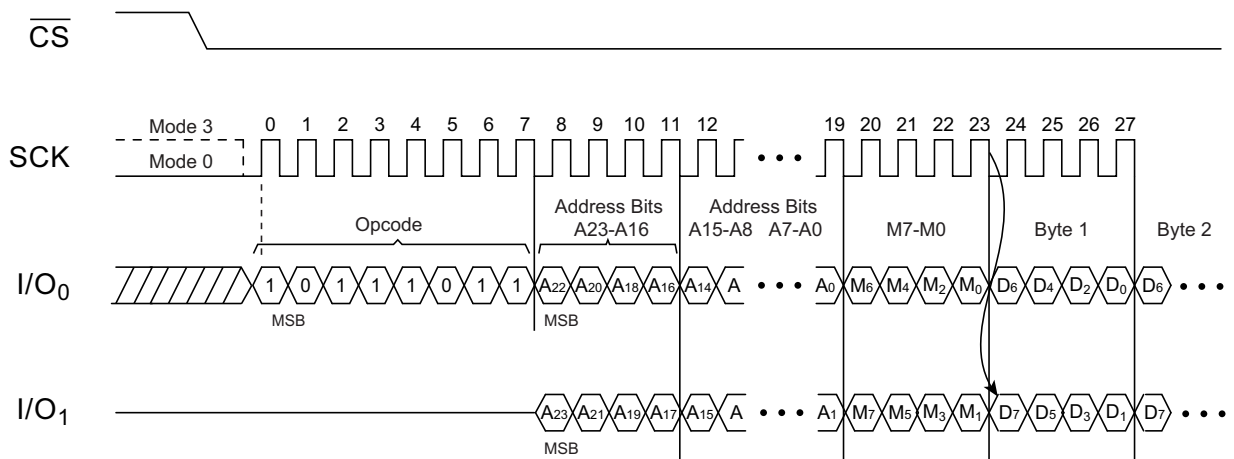 CS
Mode 3
Mode 0
SCK
0 1 2 3 4 5 6 7 8 9 10 11 12 • • • 19 20 21 22 23 24 25 26 27
Opcode
Address Bits
A23-A16
Address Bits
A15-A8 A7-A0
M7-M0
Byte 1
Byte 2
I/O0
1 0 1 1 1 0 1 1 A22 A20 A18 A16 A14 A • • • A0 M6 M4 M2 M0 D6 D4 D2 D0 D6 • • •
MSB
MSB
I/O1
A23 A21 A19 A17 A15 A • • • A1 M7 M5 M3 M1 D7 D5 D3 D1 D7 • • •
MSB